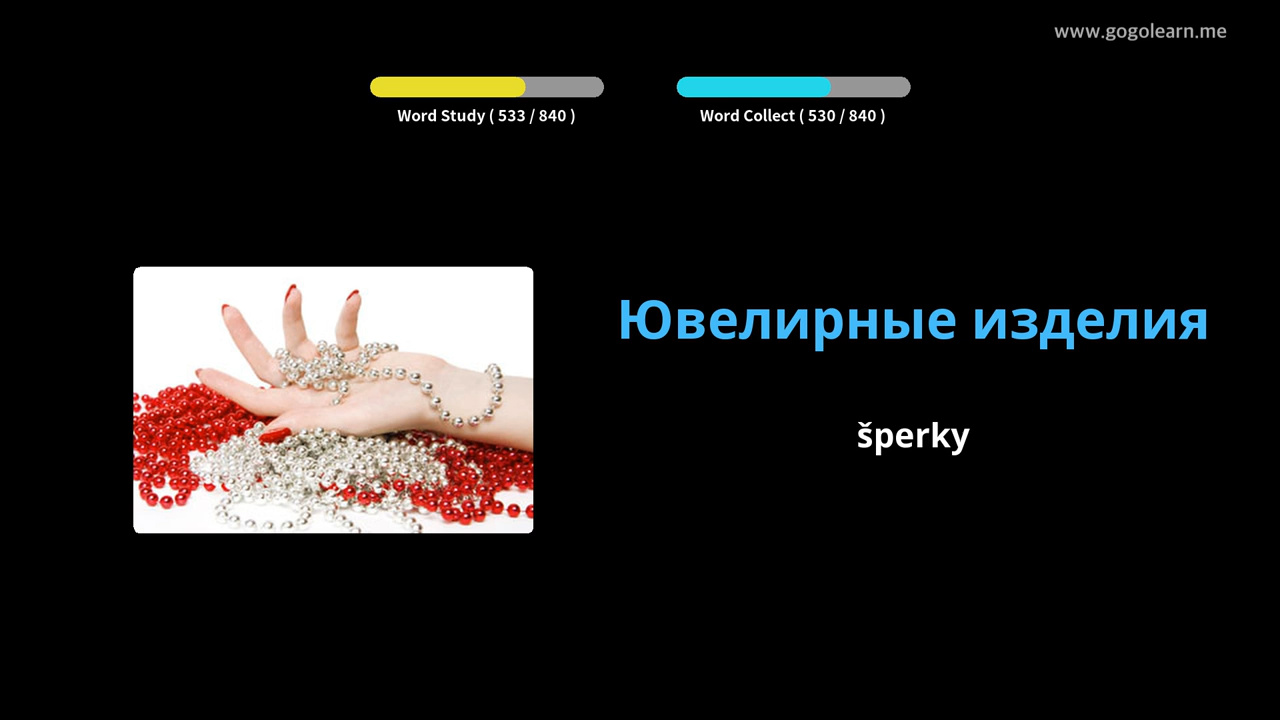 www.gogolearn.me
Word Study ( 533 / 840 )
Word Collect ( 530 / 840 )
Ювелирные изделия
šperky